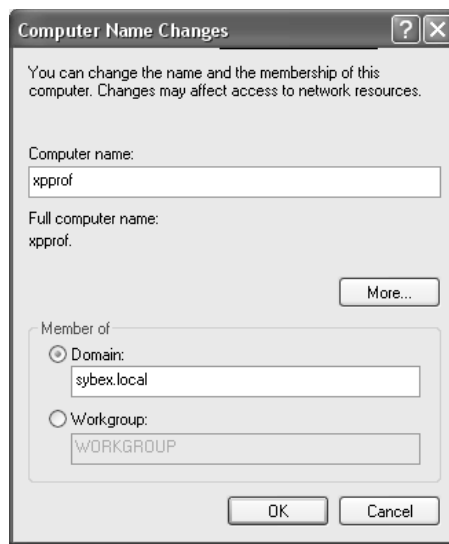 Computer Name Changes
You can change the name and the membership of this
computer. Changes may affect access to network resources.
Computer name:
xpprof
Full computer name:
xpprof.
More...
Member of
Domain:
sybex.local
Workgroup:
WORKGROUP
OK
Cancel